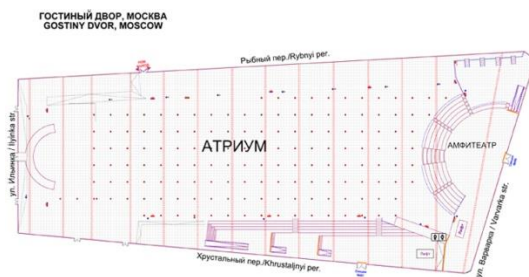 ГОСТИНЫЙ ДВОР, МОСКВА
GOSTINY DVOR, MOSCOW
Рыбный пер./Rybnyi per.
ул. Ильинка / Ilyinka str.
АТРИУМ
АМФИТЕАТР
ул. Варварка / Varvarka str.
Хрустальный пер./Khrustaljnyi per.